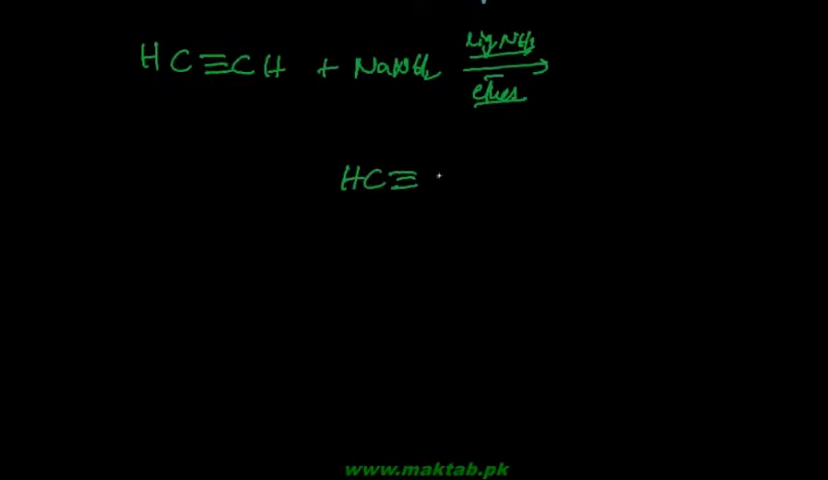 Liq. NH3
HC≡CH + NaNH2
ether
HC≡
www.maktab.pk